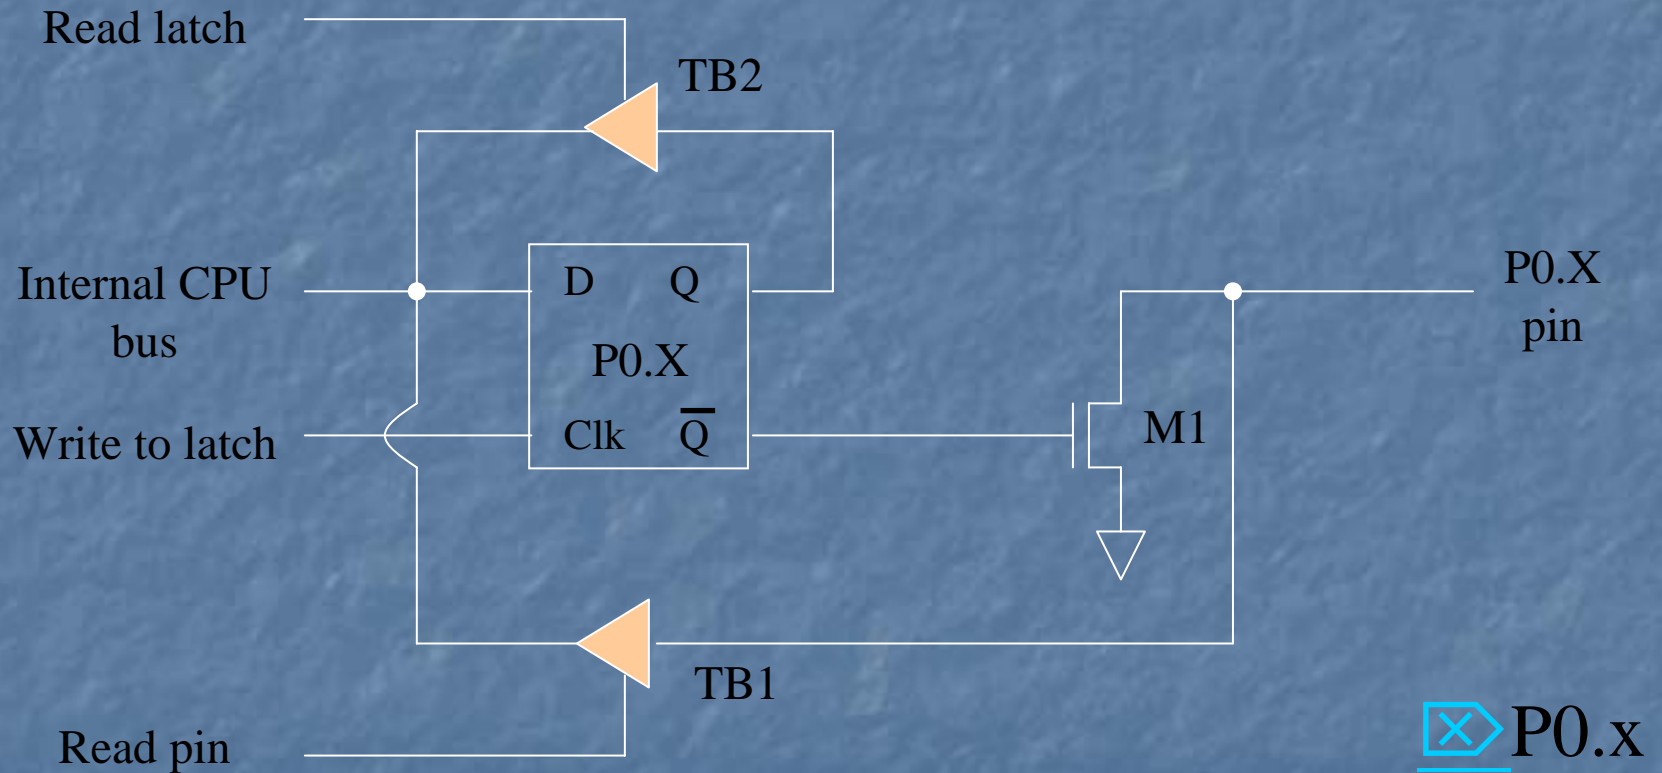 Read latch
TB2
Internal CPU
bus
D Q
P0.X
pin
P0.X
Write to latch
Clk Q̅
M1
TB1
Read pin
P0.x